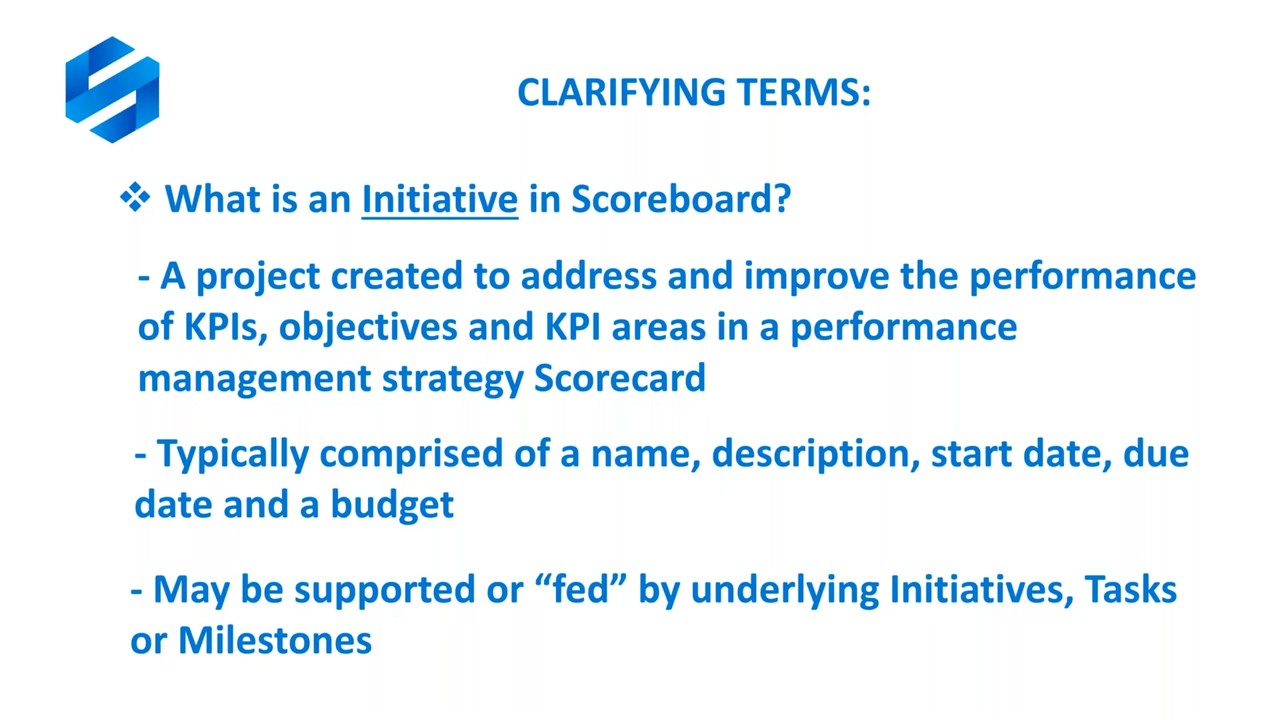 CLARIFYING TERMS:
❖ What is an Initiative in Scoreboard?
- A project created to address and improve the performance
of KPIs, objectives and KPI areas in a performance
management strategy Scorecard
- Typically comprised of a name, description, start date, due
date and a budget
- May be supported or “fed” by underlying Initiatives, Tasks
or Milestones